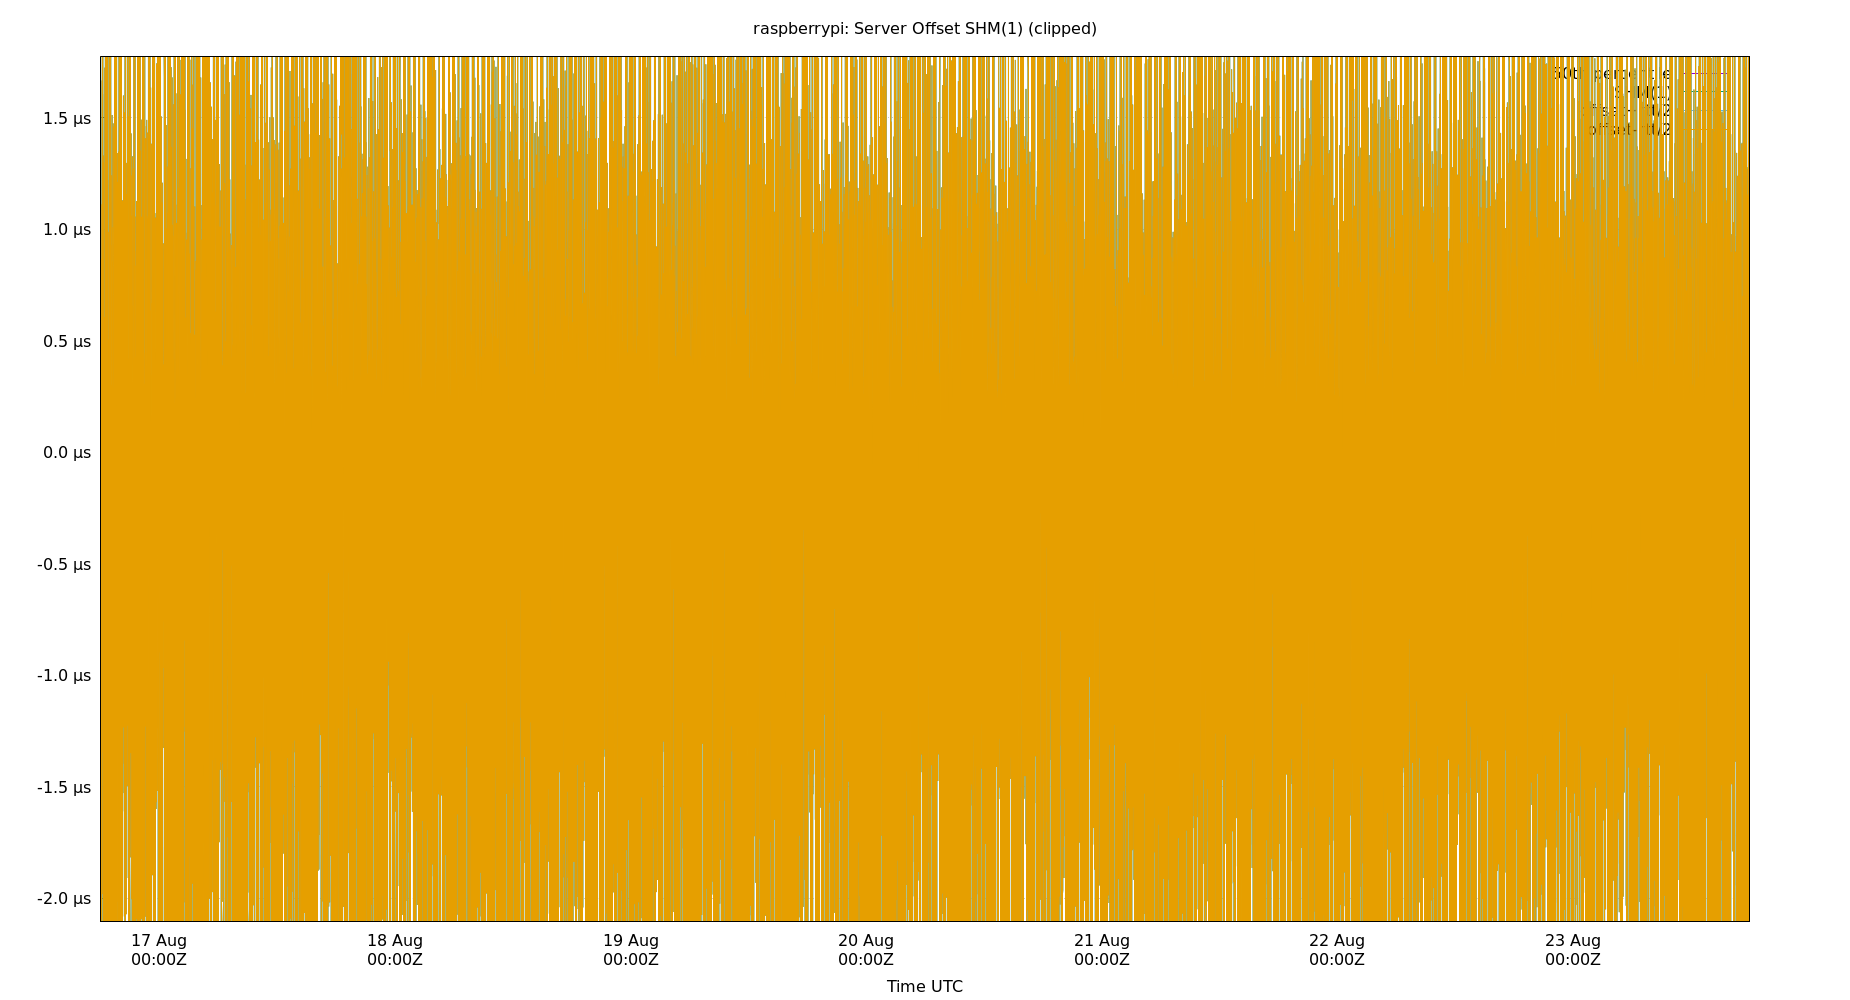 raspberrypi: Server Offset SHM(1) (clipped)
1.5 µs
1.0 µs
0.5 µs
0.0 µs
-0.5 µs
-1.0 µs
-1.5 µs
-2.0 µs
17 Aug 18 Aug 19 Aug 20 Aug 21 Aug 22 Aug 23 Aug
00:00Z 00:00Z 00:00Z 00:00Z 00:00Z 00:00Z 00:00Z
Time UTC